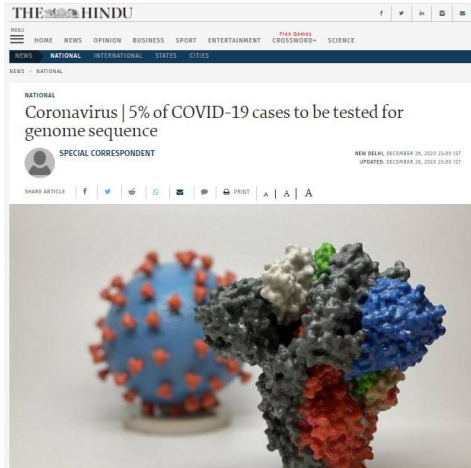 THE HINDU
MENU
HOME NEWS OPINION BUSINESS SPORT ENTERTAINMENT CROSSWORD+ SCIENCE
Free Games
NEWS NATIONAL INTERNATIONAL STATES CITIES
NEWS › NATIONAL
NATIONAL
Coronavirus | 5% of COVID-19 cases to be tested for
genome sequence
SPECIAL CORRESPONDENT
NEW DELHI, DECEMBER 26, 2020 23:00 IST
UPDATED: DECEMBER 26, 2020 23:00 IST
SHARE ARTICLE PRINT A | A | A